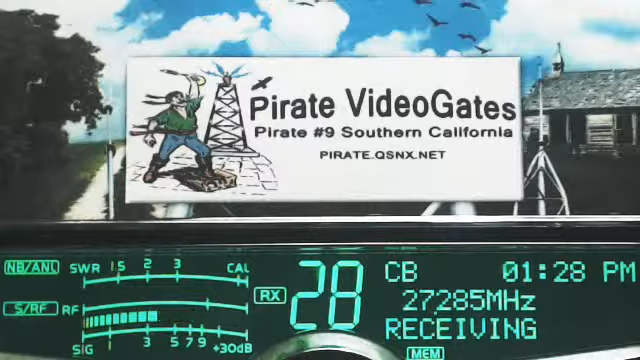 Pirate VideoGates
Pirate #9 Southern California
PIRATE.QSNX.NET
NB/ANL
SWR 1.5 2 3 CAL
S/RF
RF
SIG 1 3 5 7 9 +30dB
RX
28
CB 01:28 PM
27285MHz
RECEIVING
MEM